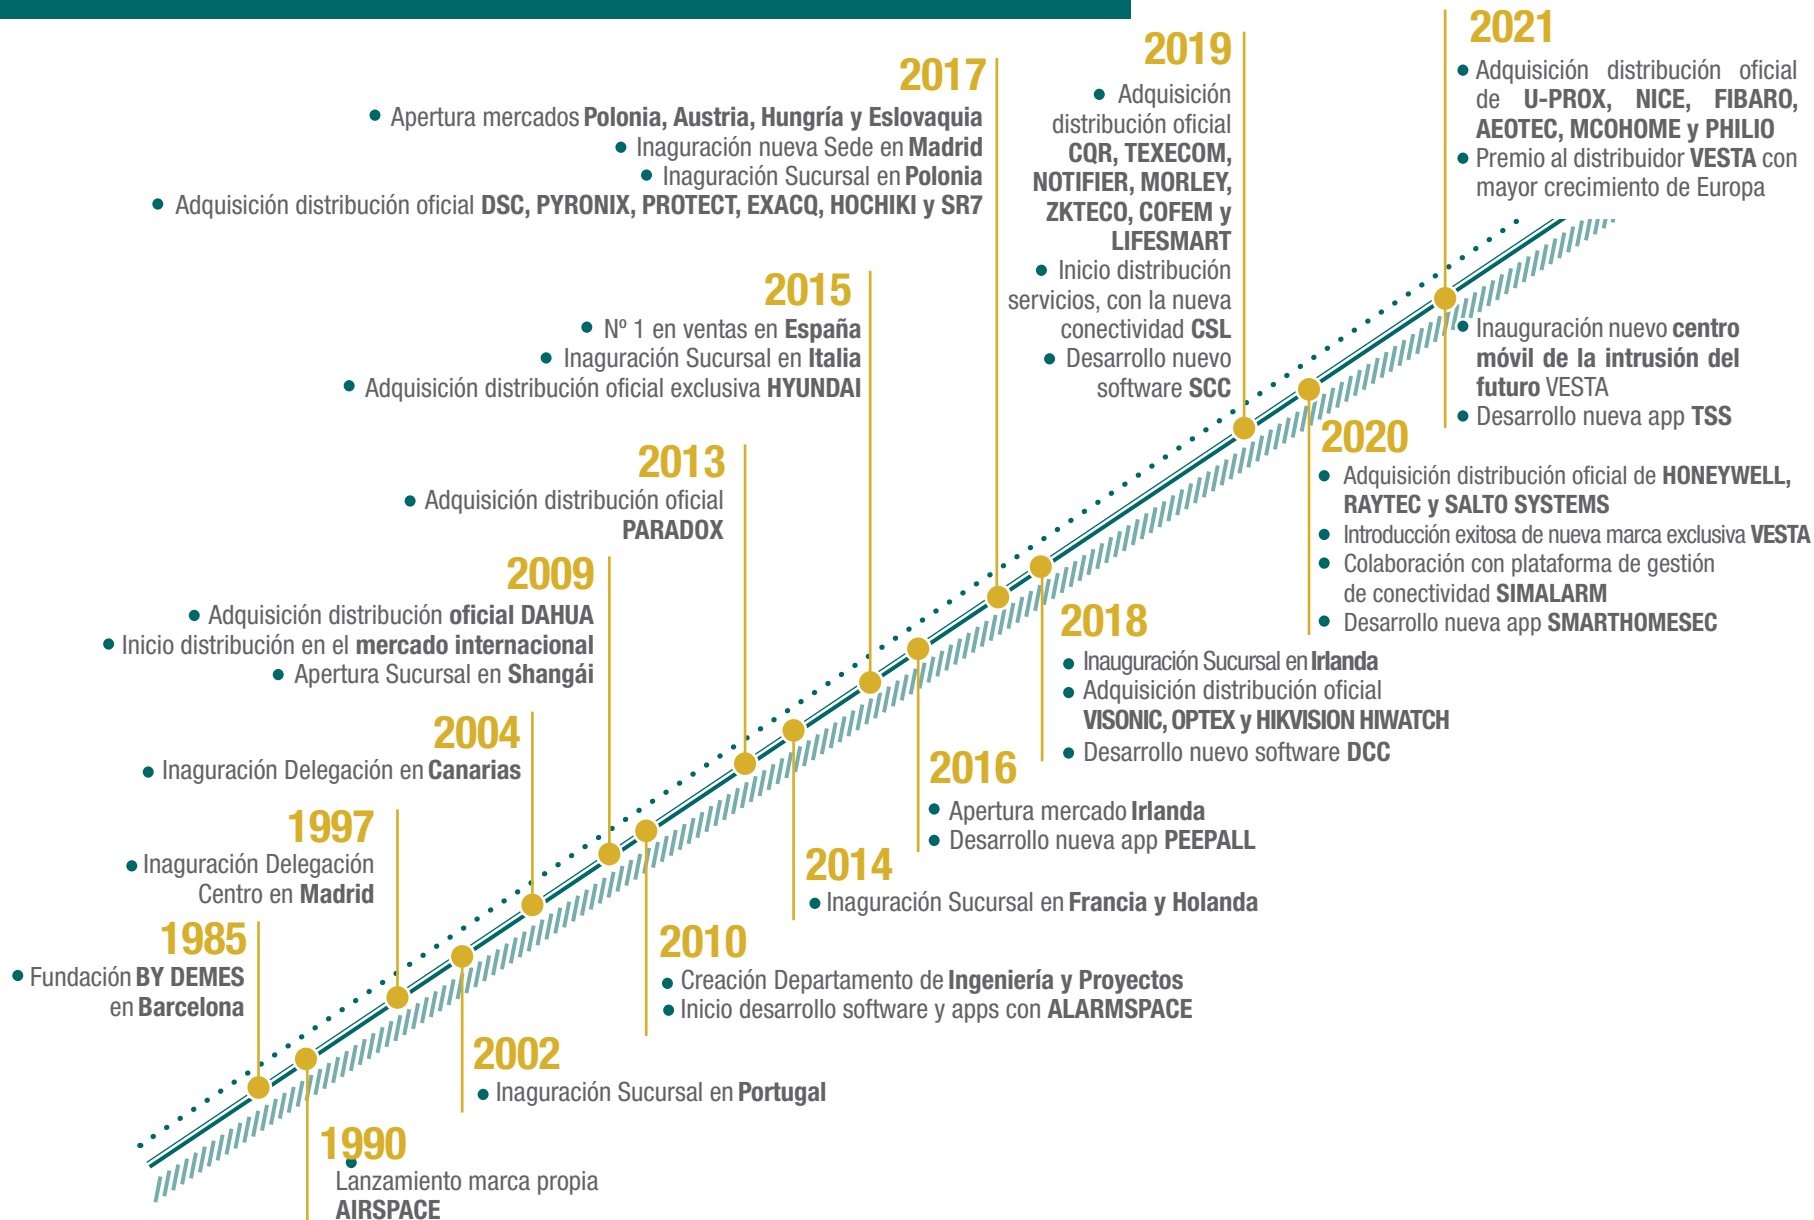 2021
Adquisición distribución oficial
de U-PROX, NICE, FIBARO,
AEOTEC, MCOHOME y PHILIO
Premio al distribuidor VESTA con
mayor crecimiento de Europa
Inauguración nuevo centro
móvil de la intrusión del
futuro VESTA
Desarrollo nueva app TSS
2019
Adquisición
distribución oficial
CQR, TEXECOM,
NOTIFIER, MORLEY,
ZKTECO, COFEM y
LIFESMART
Inicio distribución
servicios, con la nueva
conectividad CSL
Desarrollo nuevo
software SCC
2017
Apertura mercados Polonia, Austria, Hungría y Eslovaquia
Inaguración nueva Sede en Madrid
Inaguración Sucursal en Polonia
Adquisición distribución oficial DSC, PYRONIX, PROTECT, EXACQ, HOCHIKI y SR7
2015
Nº 1 en ventas en España
Inaguración Sucursal en Italia
Adquisición distribución oficial exclusiva HYUNDAI
2020
Adquisición distribución oficial de HONEYWELL,
RAYTEC y SALTO SYSTEMS
Introducción exitosa de nueva marca exclusiva VESTA
Colaboración con plataforma de gestión
de conectividad SIMALARM
Desarrollo nueva app SMARTHOMESEC
2013
Adquisición distribución oficial
PARADOX
2009
Adquisición distribución oficial DAHUA
Inicio distribución en el mercado internacional
Apertura Sucursal en Shangái
2018
Inauguración Sucursal en Irlanda
Adquisición distribución oficial
VISONIC, OPTEX y HIKVISION HIWATCH
Desarrollo nuevo software DCC
2004
Inaguración Delegación en Canarias
2016
Apertura mercado Irlanda
Desarrollo nueva app PEEPALL
1997
Inaguración Delegación
Centro en Madrid
2014
Inaguración Sucursal en Francia y Holanda
1985
Fundación BY DEMES
en Barcelona
2010
Creación Departamento de Ingeniería y Proyectos
Inicio desarrollo software y apps con ALARMSPACE
2002
Inaguración Sucursal en Portugal
1990
Lanzamiento marca propia
AIRSPACE